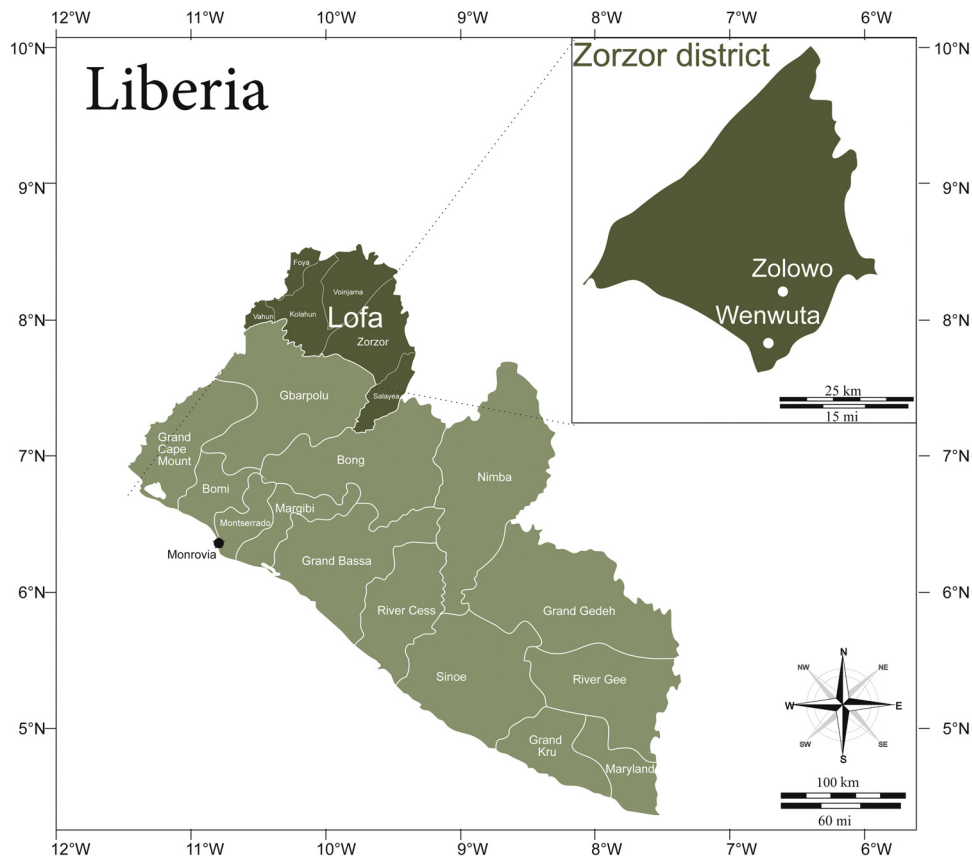 12°W 11°W 10°W 9°W 8°W 7°W 6°W
10°N 10°N
Liberia
Zorzor district
9°N 9°N
Zolowo
Wenwuta
Foya
Voinjama
Vahun
Kolahun
Lofa
Zorzor
8°N 8°N
25 km
15 mi
Salayea
Gbarpolu
Grand
Cape
Mount
7°N 7°N
Bong
Nimba
Bomi
Margibi
Montserrado
Monrovia
Grand Bassa
6°N 6°N
River Cess
Grand Gedeh
Sinoe
River Gee
N
NW NE
W E
SW SE
S
5°N 5°N
Grand
Kru
Maryland
100 km
60 mi
12°W 11°W 10°W 9°W 8°W 7°W 6°W